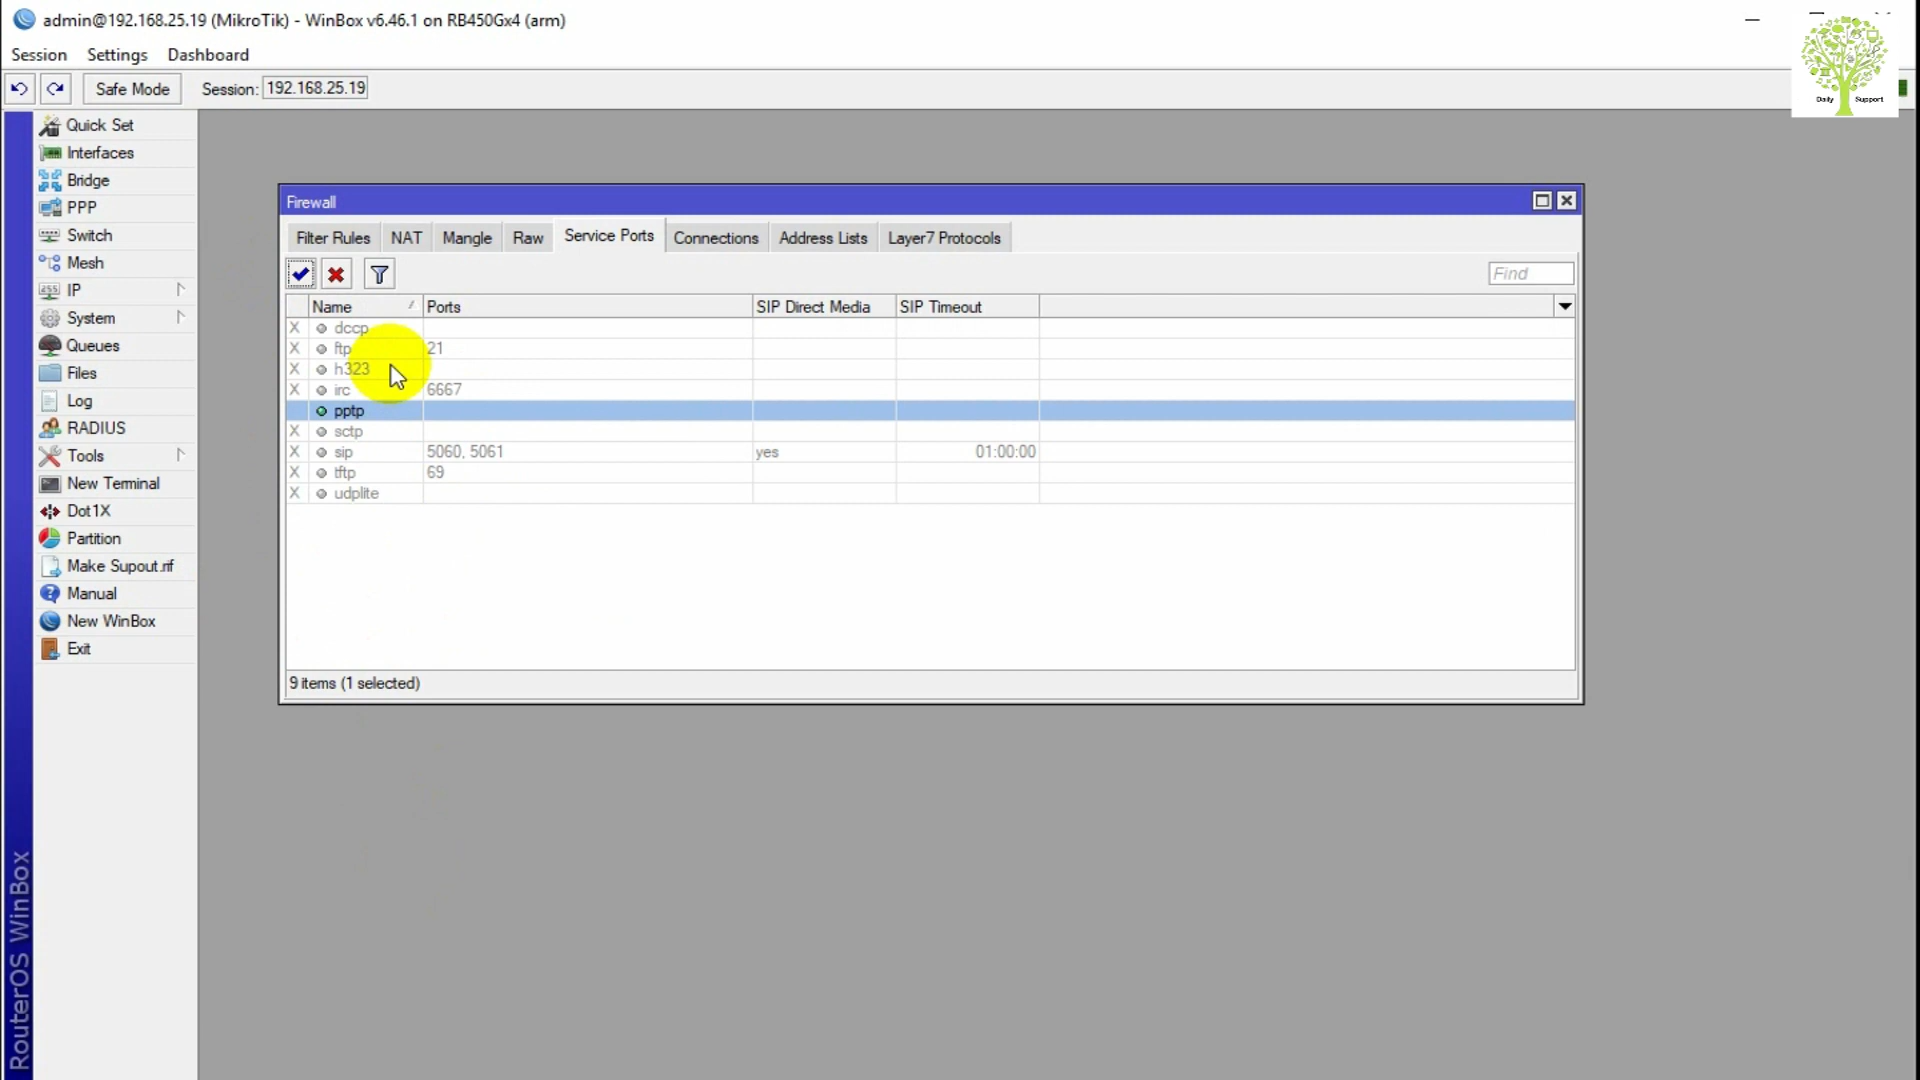 admin@192.168.25.19 (MikroTik) - WinBox v6.46.1 on RB450Gx4 (arm)
Session Settings Dashboard
Safe Mode Session: 192.168.25.19
Daily Support
Quick Set
Interfaces
Bridge
PPP
Switch
Mesh
IP
System
Queues
Files
Log
RADIUS
Tools
New Terminal
Dot1X
Partition
Make Supout.rif
Manual
New WinBox
Exit
RouterOS WinBox
Firewall
Filter Rules NAT Mangle Raw Service Ports Connections Address Lists Layer7 Protocols
Find
Name Ports SIP Direct Media SIP Timeout
X dccp
X ftp 21
X h323
X irc 6667
pptp
X sctp
X sip 5060, 5061 yes 01:00:00
X tftp 69
X udplite
9 items (1 selected)